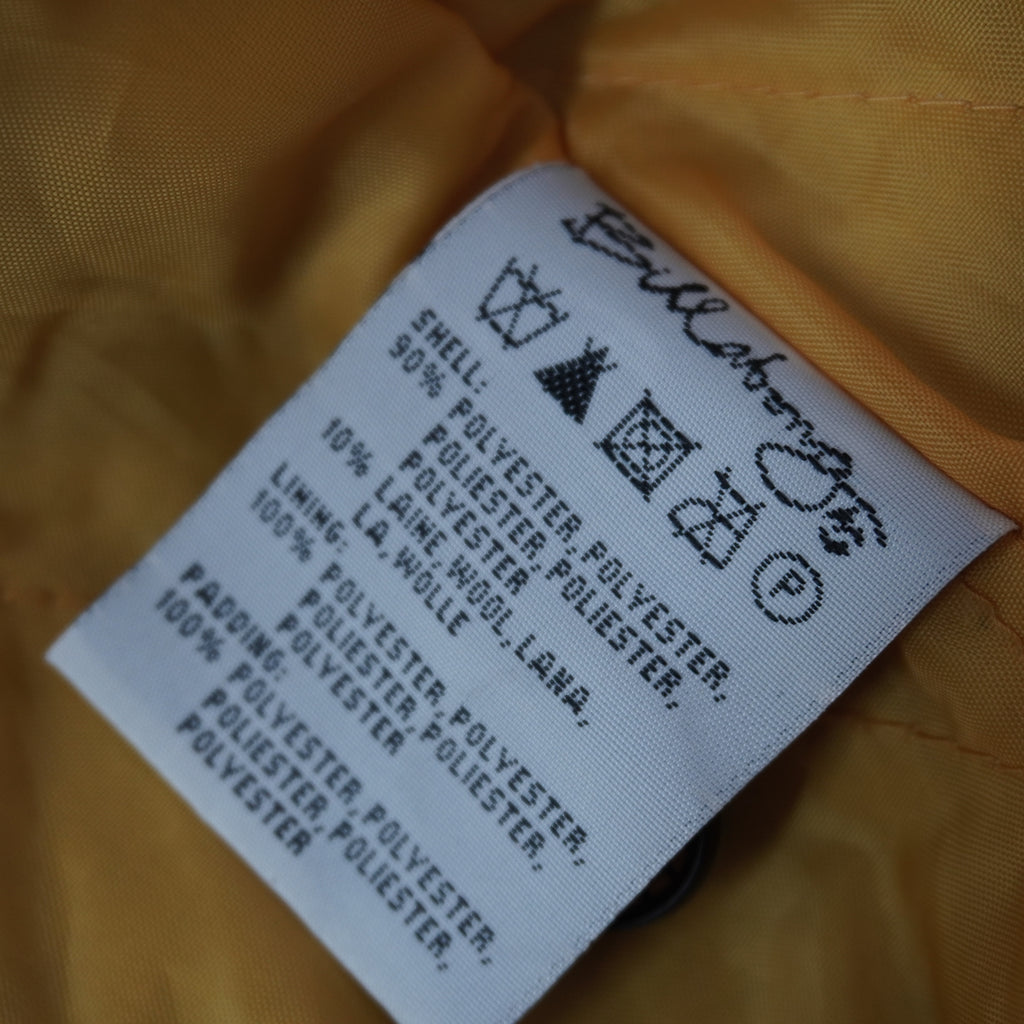 Billabong
P
SHELL:
90% POLYESTER, POLYESTER,
POLIESTER, POLIESTER,
POLYESTER
10% LAINE, WOOL, LANA,
LA, WOLLE
LINING:
100% POLYESTER, POLYESTER,
POLIESTER, POLIESTER,
POLYESTER
PADDING:
100% POLYESTER, POLYESTER,
POLIESTER, POLIESTER,
POLYESTER